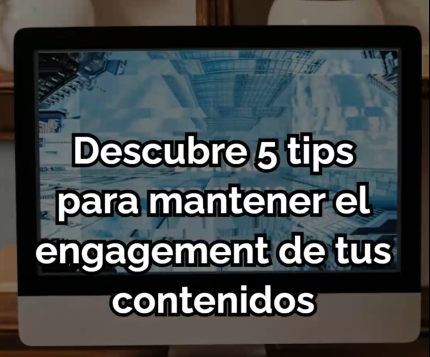 Descubre 5 tips
para mantener el
engagement de tus
contenidos